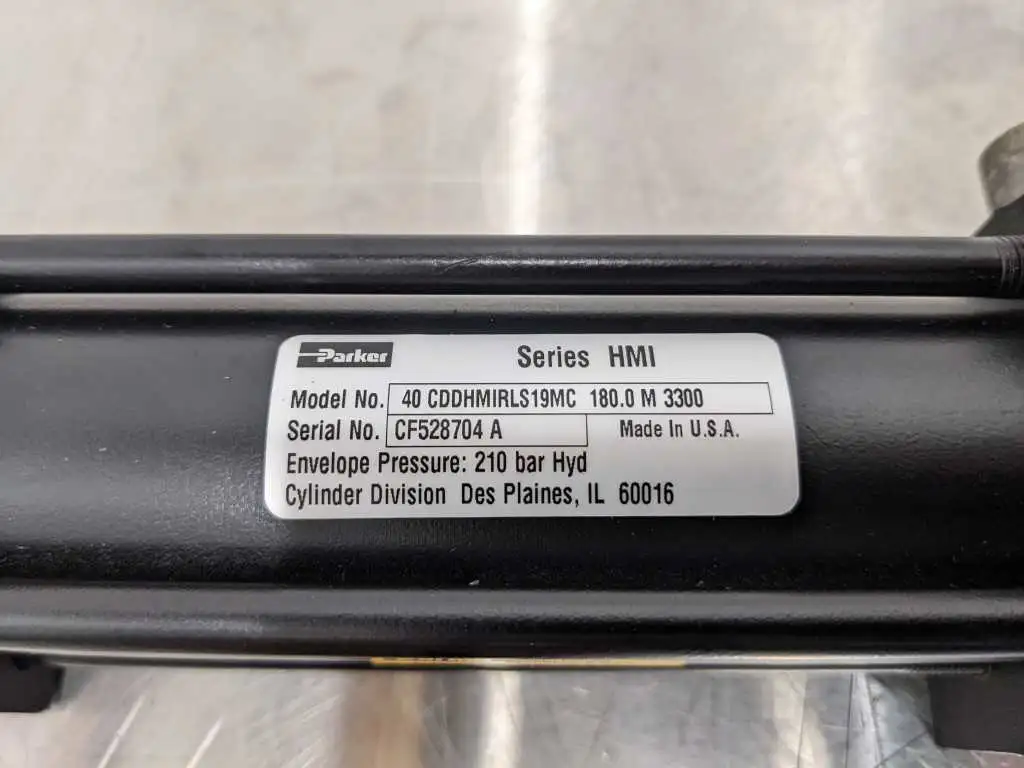 Parker Series HMI
Model No. 40 CDDHMIRLS19MC 180.0 M 3300
Serial No. CF528704 A Made In U.S.A.
Envelope Pressure: 210 bar Hyd
Cylinder Division Des Plaines, IL 60016